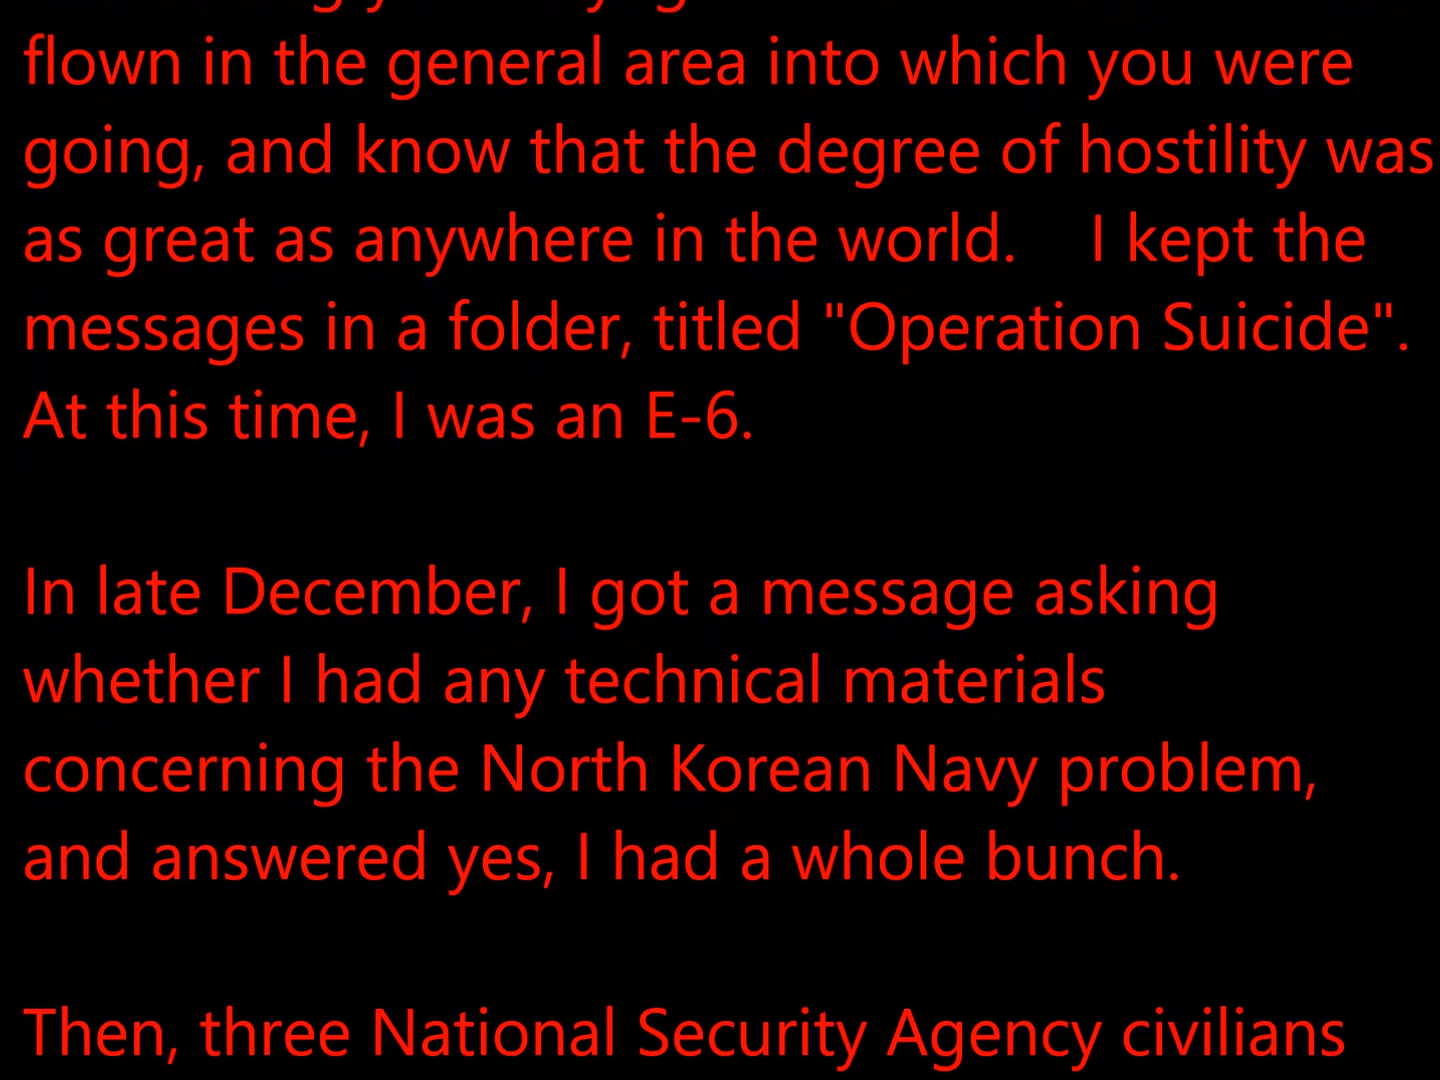 flown in the general area into which you were
going, and know that the degree of hostility was
as great as anywhere in the world.    I kept the
messages in a folder, titled "Operation Suicide".
At this time, I was an E-6.
In late December, I got a message asking
whether I had any technical materials
concerning the North Korean Navy problem,
and answered yes, I had a whole bunch.
Then, three National Security Agency civilians